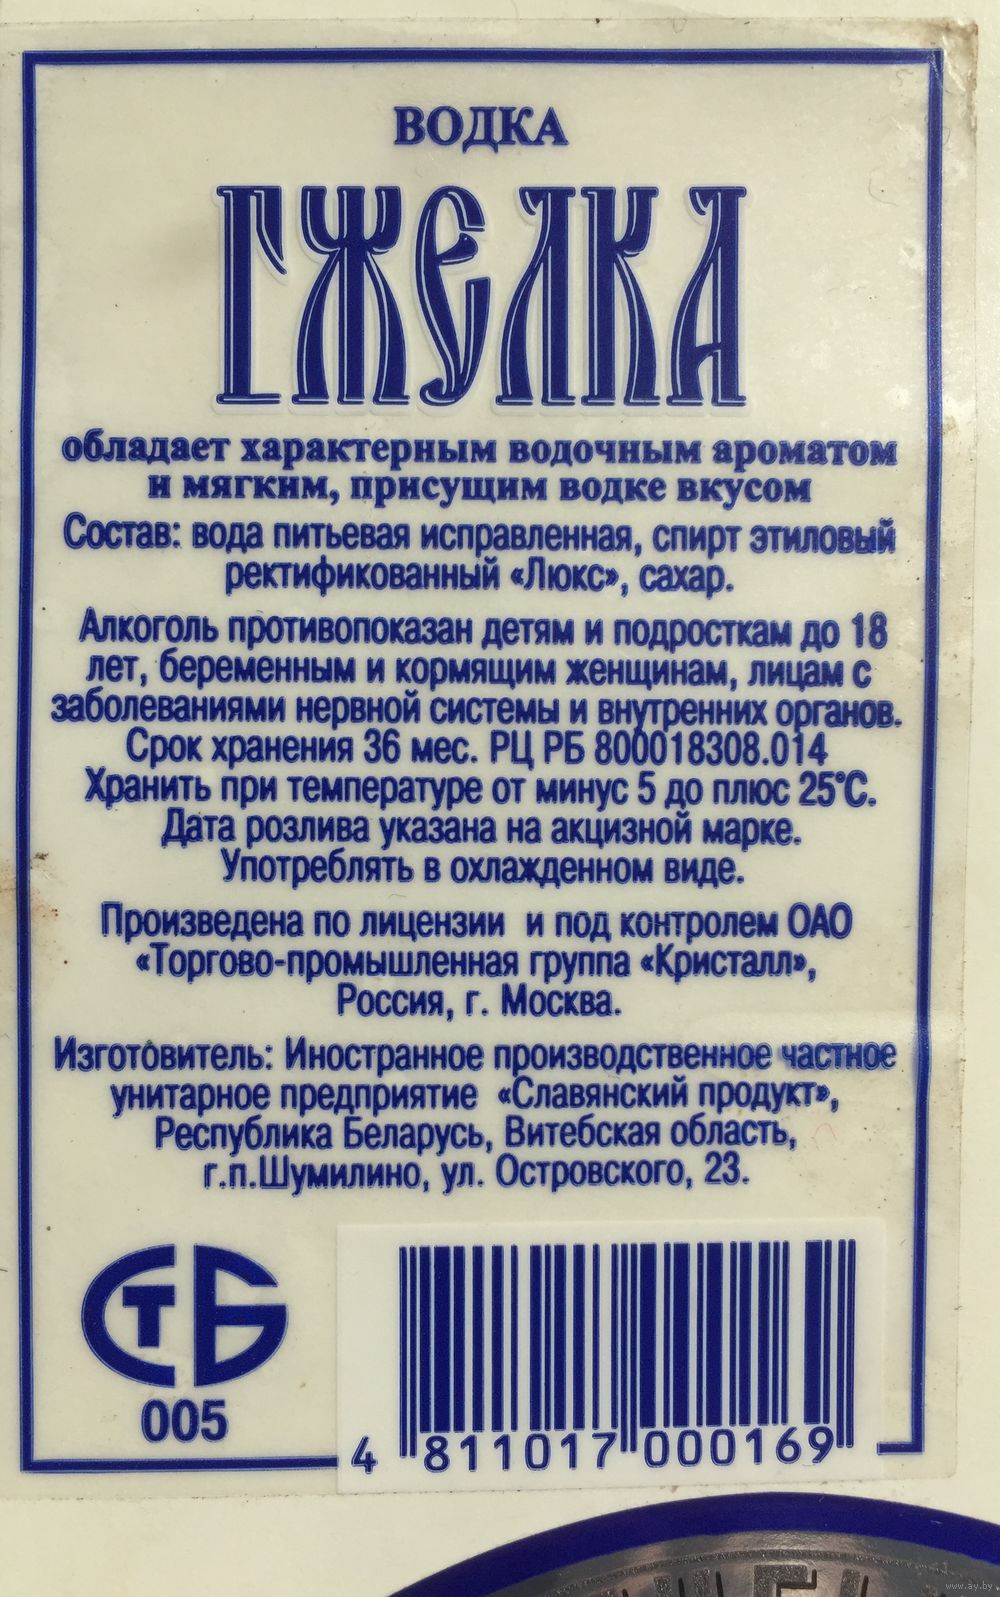 ВОДКА
ГЖЕЛКА
обладает характерным водочным ароматом
и мягким, присущим водке вкусом
Состав: вода питьевая исправленная, спирт этиловый
ректификованный «Люкс», сахар.
Алкоголь противопоказан детям и подросткам до 18
лет, беременным и кормящим женщинам, лицам с
заболеваниями нервной системы и внутренних органов.
Срок хранения 36 мес. РЦ РБ 800018308.014
Хранить при температуре от минус 5 до плюс 25°С.
Дата розлива указана на акцизной марке.
Употреблять в охлажденном виде.
Произведена по лицензии и под контролем ОАО
«Торгово-промышленная группа «Кристалл»,
Россия, г. Москва.
Изготовитель: Иностранное производственное частное
унитарное предприятие «Славянский продукт»,
Республика Беларусь, Витебская область,
г.п.Шумилино, ул. Островского, 23.
СТБ
005
4 811017 000169
www.ay.by